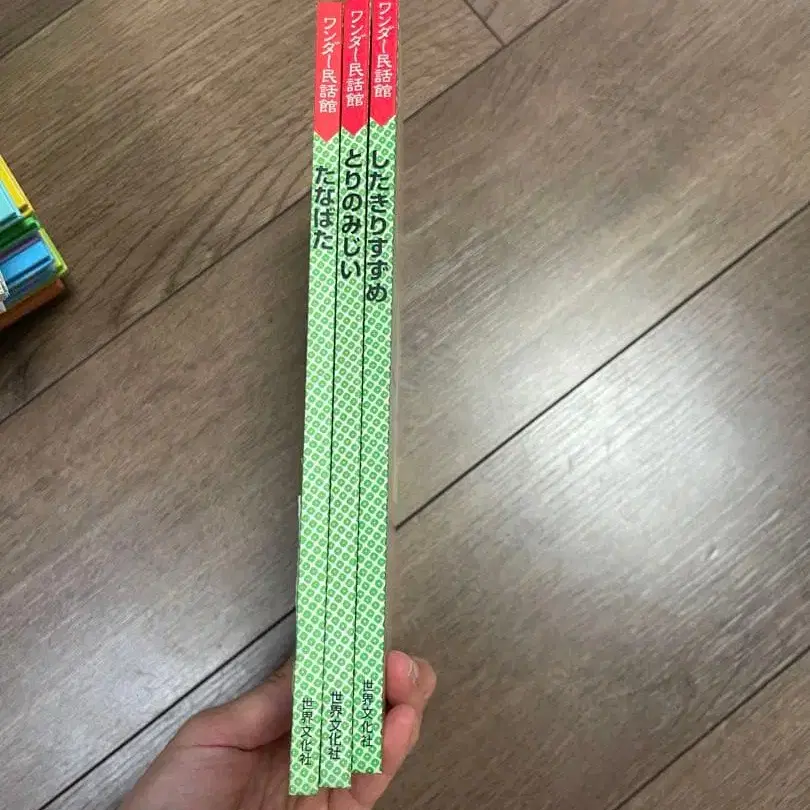 ワンダー民話館
たなばた
世界文化社
ワンダー民話館
とりのみじい
世界文化社
ワンダー民話館
したきりすずめ
世界文化社